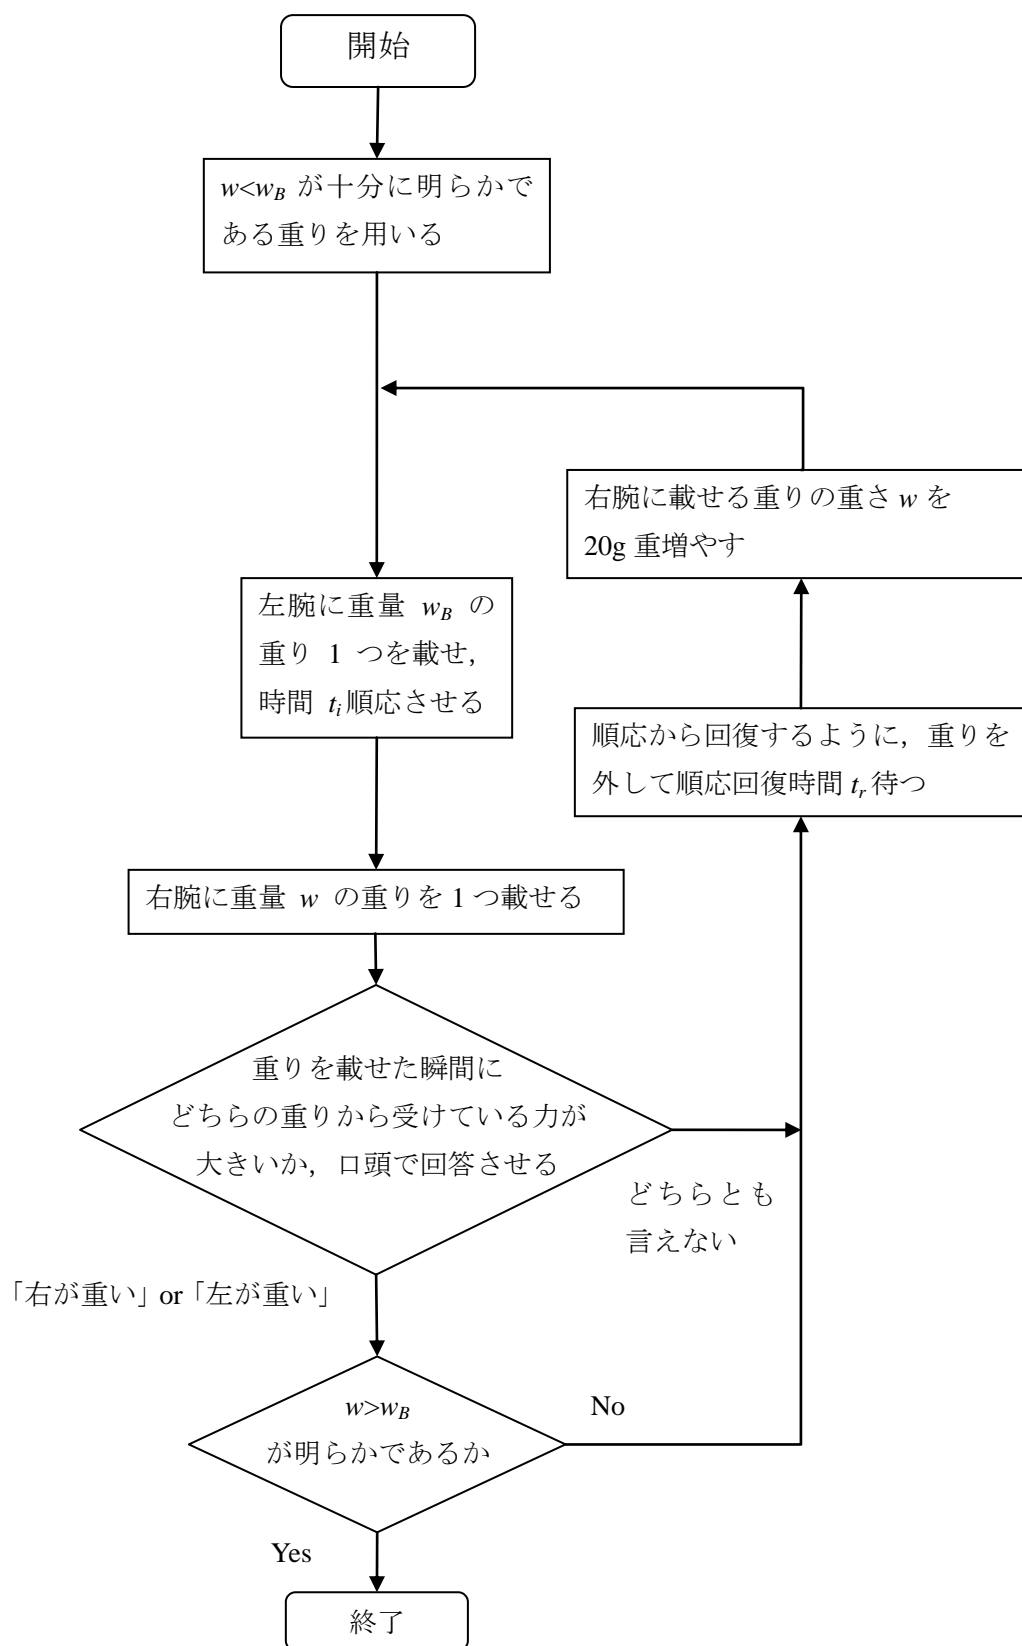 開始
w<w_B が十分に明らかで
ある重りを用いる
右腕に載せる重りの重さ w を
20g 重増やす
左腕に重量 w_B の
重り 1 つを載せ，
時間 t_i 順応させる
順応から回復するように，重りを
外して順応回復時間 t_r 待つ
右腕に重量 w の重りを 1 つ載せる
重りを載せた瞬間に
どちらの重りから受けている力が
大きいか，口頭で回答させる
どちらとも
言えない
「右が重い」or「左が重い」
w>w_B
が明らかであるか
No
Yes
終了